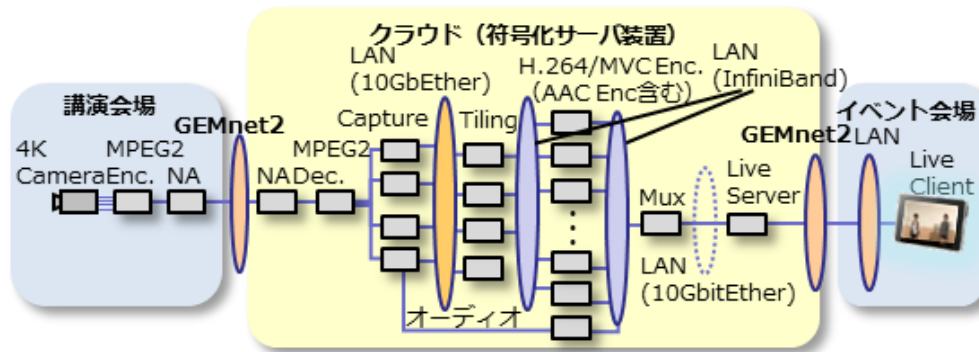 クラウド（符号化サーバ装置）
LAN
(10GbEther)
H.264/MVC Enc.
(AAC Enc含む)
LAN
(InfiniBand)
講演会場
GEMnet2
Capture
Tiling
GEMnet2
イベント会場
LAN
4K
Camera
MPEG2
Enc.
NA
NA
MPEG2
Dec.
Mux
Live
Server
Live
Client
LAN
(10GbitEther)
オーディオ